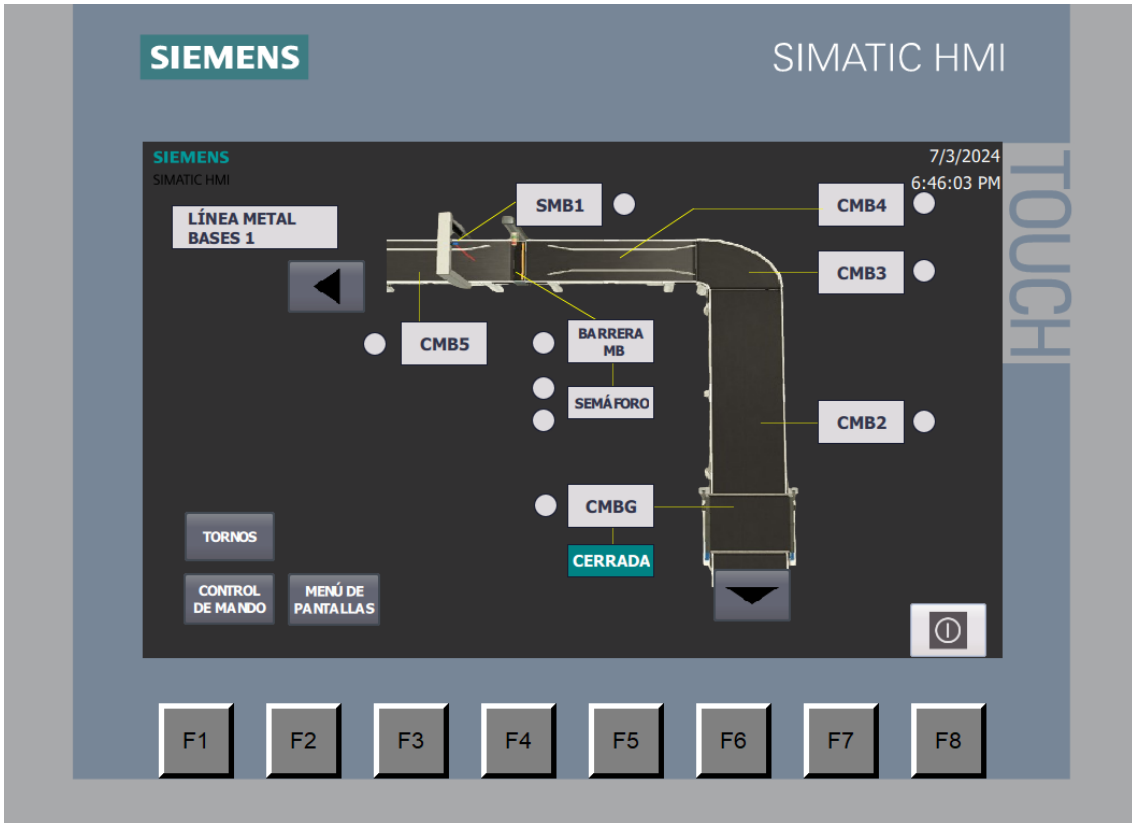 SIEMENS
SIMATIC HMI
TOUCH
SIEMENS
SIMATIC HMI
7/3/2024
6:46:03 PM
LÍNEA METAL
BASES 1
SMB1
CMB4
CMB3
CMB5
BARRERA
MB
SEMÁFORO
CMB2
CMBG
CERRADA
TORNOS
CONTROL
DE MANDO
MENÚ DE
PANTALLAS
F1
F2
F3
F4
F5
F6
F7
F8